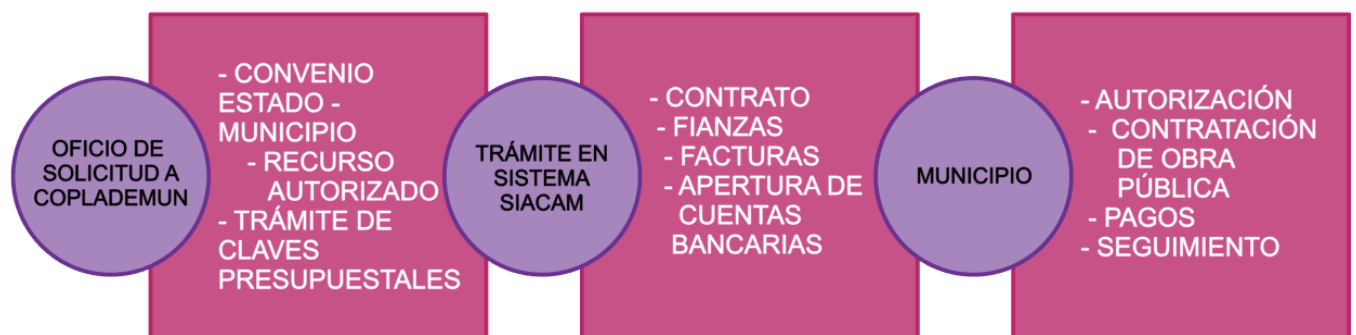 OFICIO DE
SOLICITUD A
COPLADEMUN
- CONVENIO
ESTADO -
MUNICIPIO
- RECURSO
AUTORIZADO
- TRÁMITE DE
CLAVES
PRESUPUESTALES
TRÁMITE EN
SISTEMA
SIACAM
- CONTRATO
- FIANZAS
- FACTURAS
- APERTURA DE
CUENTAS
BANCARIAS
MUNICIPIO
- AUTORIZACIÓN
- CONTRATACIÓN
DE OBRA
PÚBLICA
- PAGOS
- SEGUIMIENTO